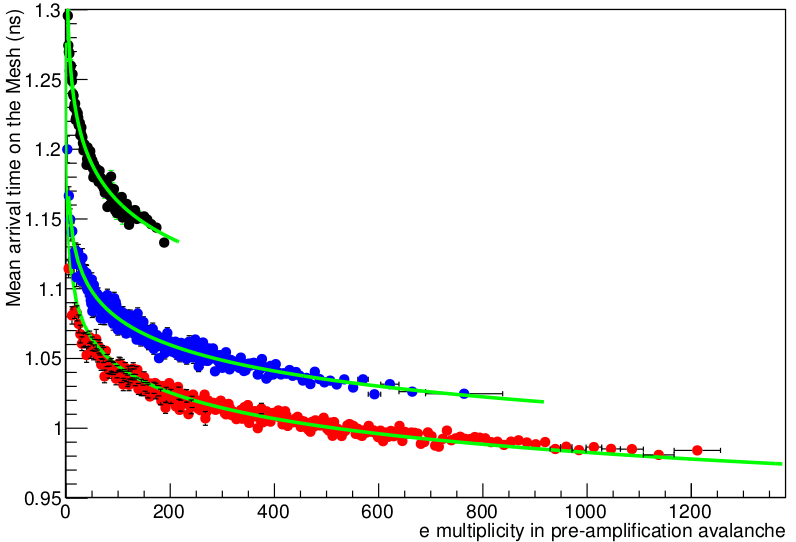 Mean arrival time on the Mesh (ns)
1.3
1.25
1.2
1.15
1.1
1.05
1
0.95
0 200 400 600 800 1000 1200
e multiplicity in pre-amplification avalanche